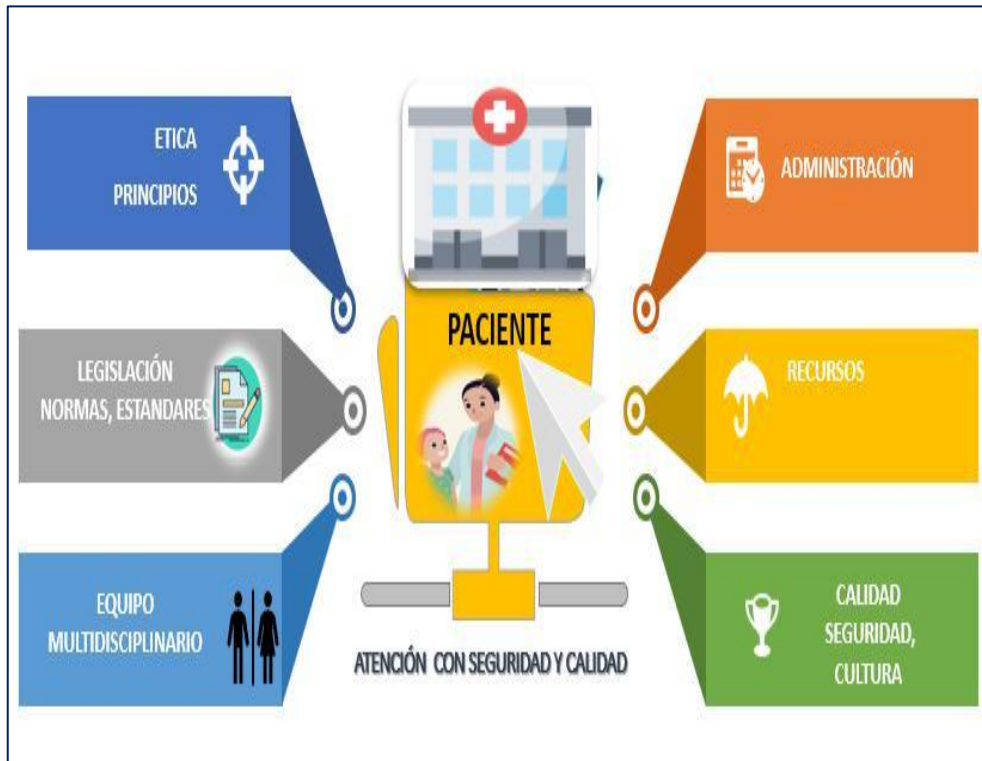 ETICA
PRINCIPIOS
LEGISLACIÓN
NORMAS, ESTANDARES
EQUIPO
MULTIDISCIPLINARIO
PACIENTE
ATENCIÓN CON SEGURIDAD Y CALIDAD
ADMINISTRACIÓN
RECURSOS
CALIDAD
SEGURIDAD,
CULTURA